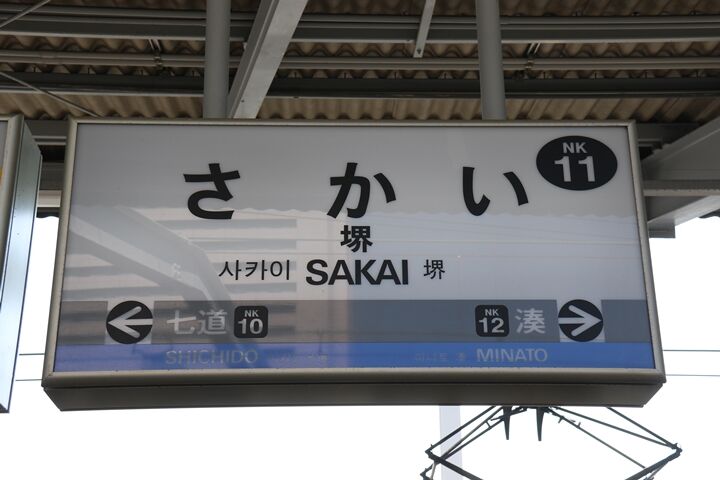 さかい NK 11
堺
사카이 SAKAI 堺
七道 NK 10 NK 12 湊
SHICHIDO MINATO